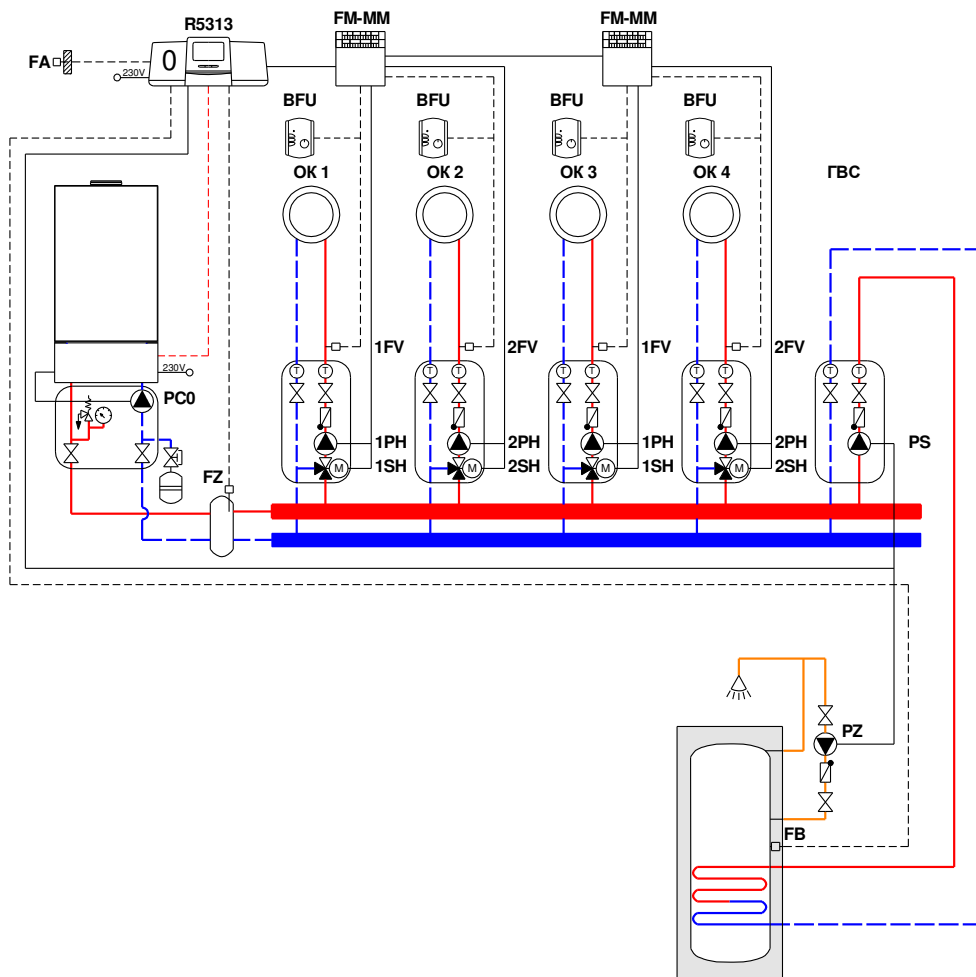 R5313
FM-MM
FM-MM
FA
0
230V
BFU
BFU
BFU
BFU
ОК 1
ОК 2
ОК 3
ОК 4
ГВС
1FV
2FV
1FV
2FV
230V
T
T
T
T
T
T
T
T
T
T
PC0
1PH
2PH
1PH
2PH
PS
1SH
2SH
1SH
2SH
M
M
M
M
FZ
PZ
FB